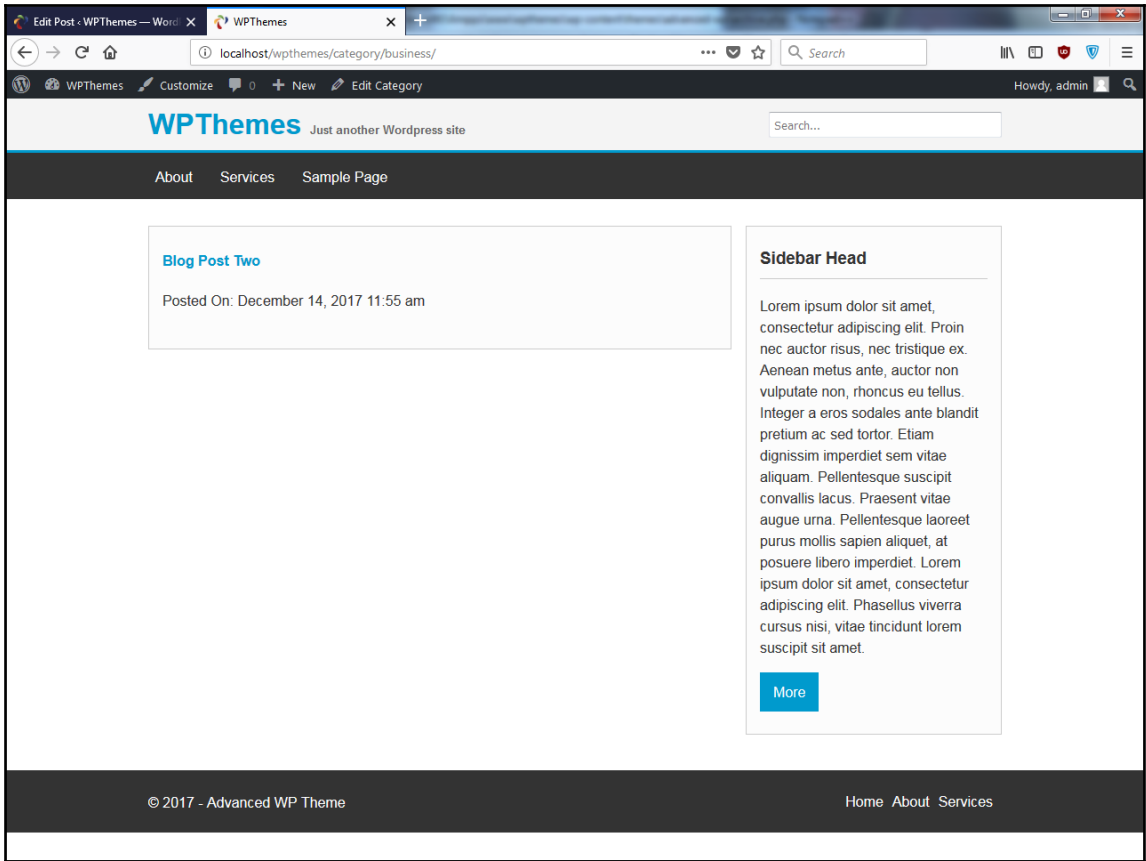 Edit Post ‹ WPThemes — Word
WPThemes
localhost/wpthemes/category/business/
Search
WPThemes Customize 0 New Edit Category
Howdy, admin
WPThemes Just another Wordpress site
Search...
About Services Sample Page
Blog Post Two
Posted On: December 14, 2017 11:55 am
Sidebar Head
Lorem ipsum dolor sit amet,
consectetur adipiscing elit. Proin
nec auctor risus, nec tristique ex.
Aenean metus ante, auctor non
vulputate non, rhoncus eu tellus.
Integer a eros sodales ante blandit
pretium ac sed tortor. Etiam
dignissim imperdiet sem vitae
aliquam. Pellentesque suscipit
convallis lacus. Praesent vitae
augue urna. Pellentesque laoreet
purus mollis sapien aliquet, at
posuere libero imperdiet. Lorem
ipsum dolor sit amet, consectetur
adipiscing elit. Phasellus viverra
cursus nisi, vitae tincidunt lorem
suscipit sit amet.
More
© 2017 - Advanced WP Theme
Home About Services